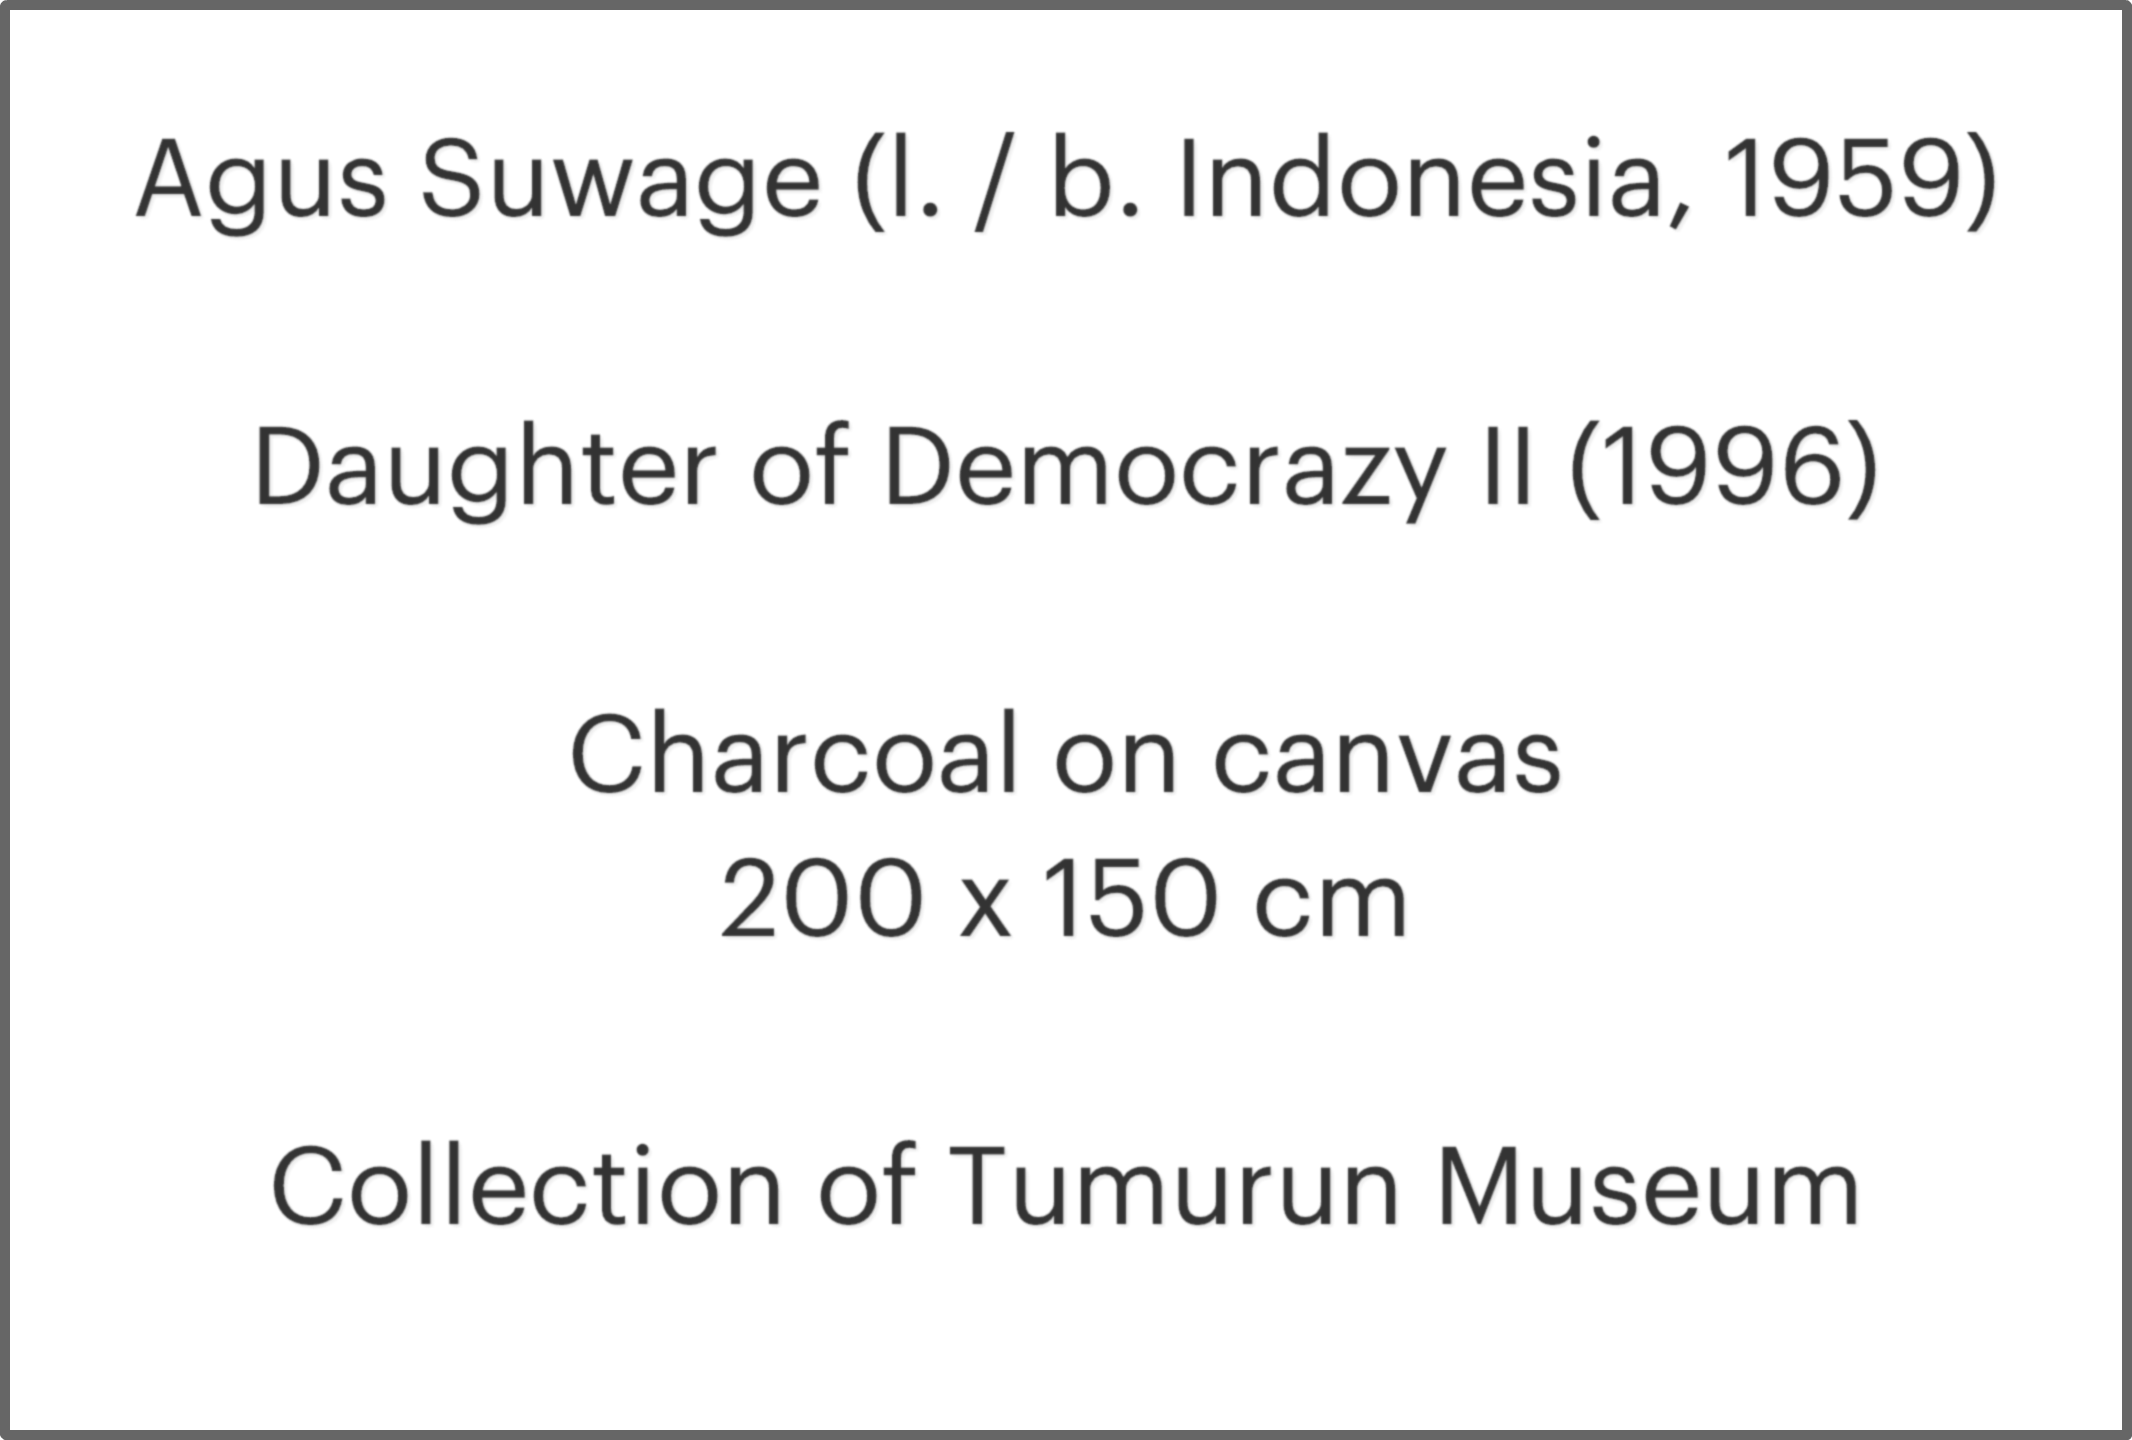 Agus Suwage (l. / b. Indonesia, 1959)
Daughter of Democrazy II (1996)
Charcoal on canvas
200 x 150 cm
Collection of Tumurun Museum